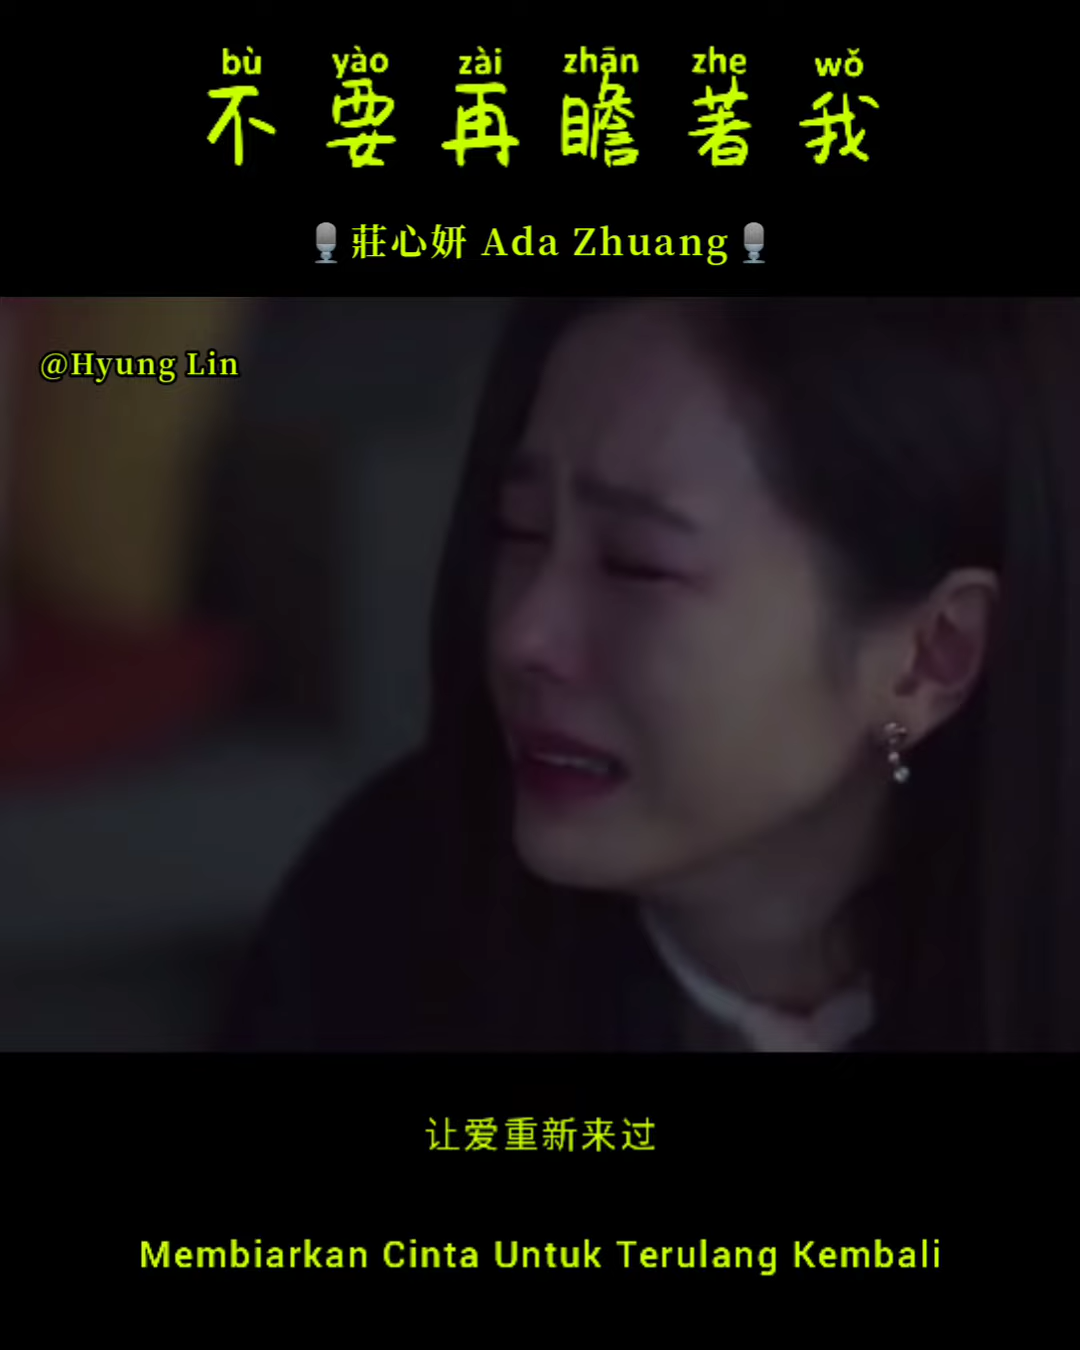 bù yào zài zhān zhe wǒ
不要再瞻著我
莊心妍 Ada Zhuang
@Hyung Lin
让爱重新来过
Membiarkan Cinta Untuk Terulang Kembali